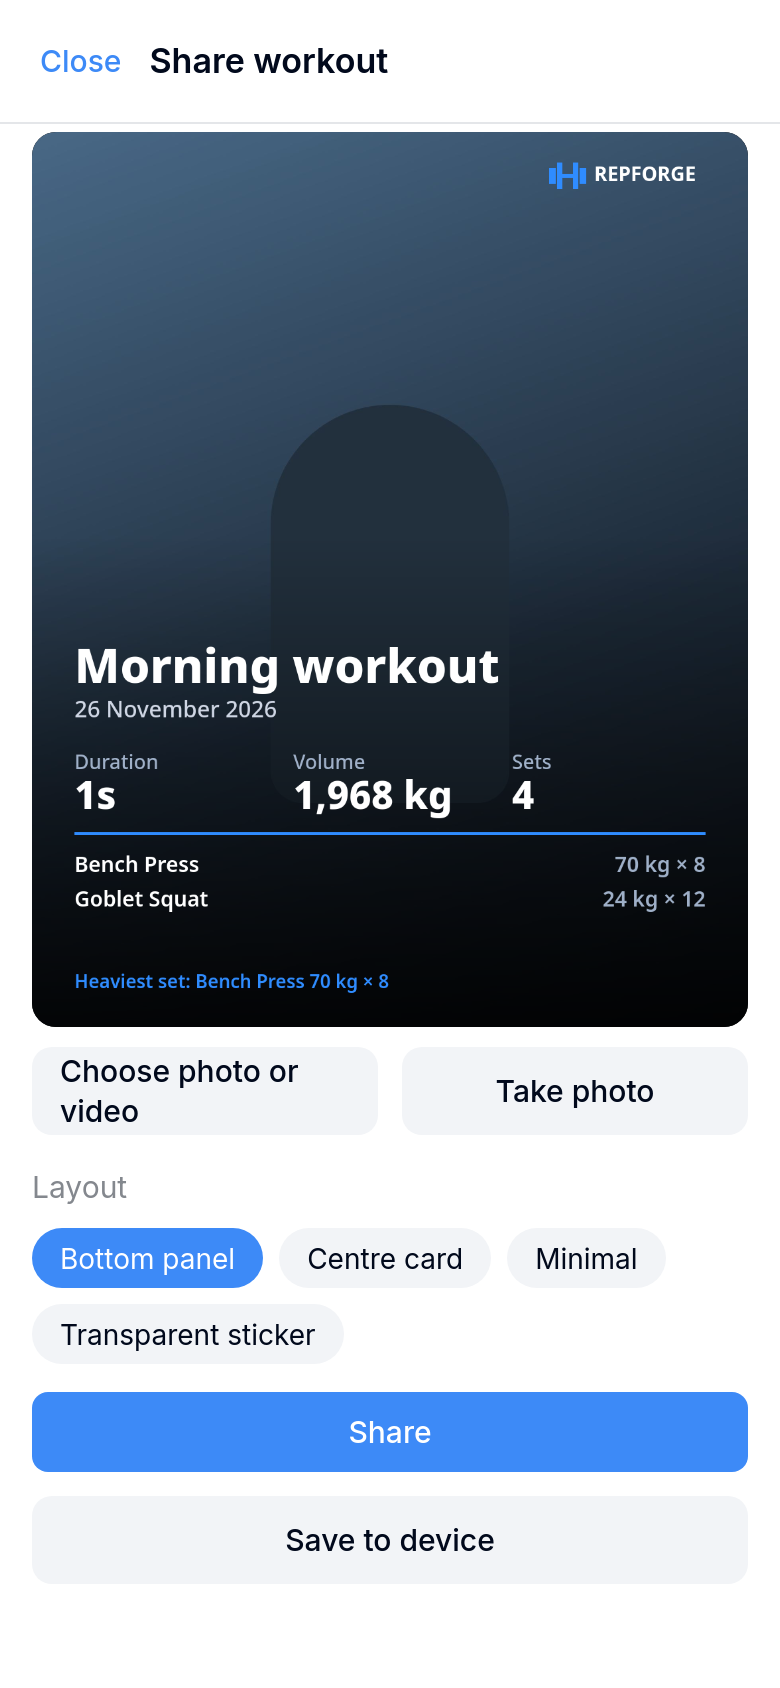 Close Share workout
REPFORGE
Morning workout
26 November 2026
Duration Volume Sets
1s 1,968 kg 4
Bench Press 70 kg × 8
Goblet Squat 24 kg × 12
Heaviest set: Bench Press 70 kg × 8
Choose photo or
video
Take photo
Layout
Bottom panel Centre card Minimal
Transparent sticker
Share
Save to device